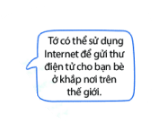 Tớ có thể sử dụng
Internet để gửi thư
điện tử cho bạn bè
ở khắp nơi trên
thế giới.